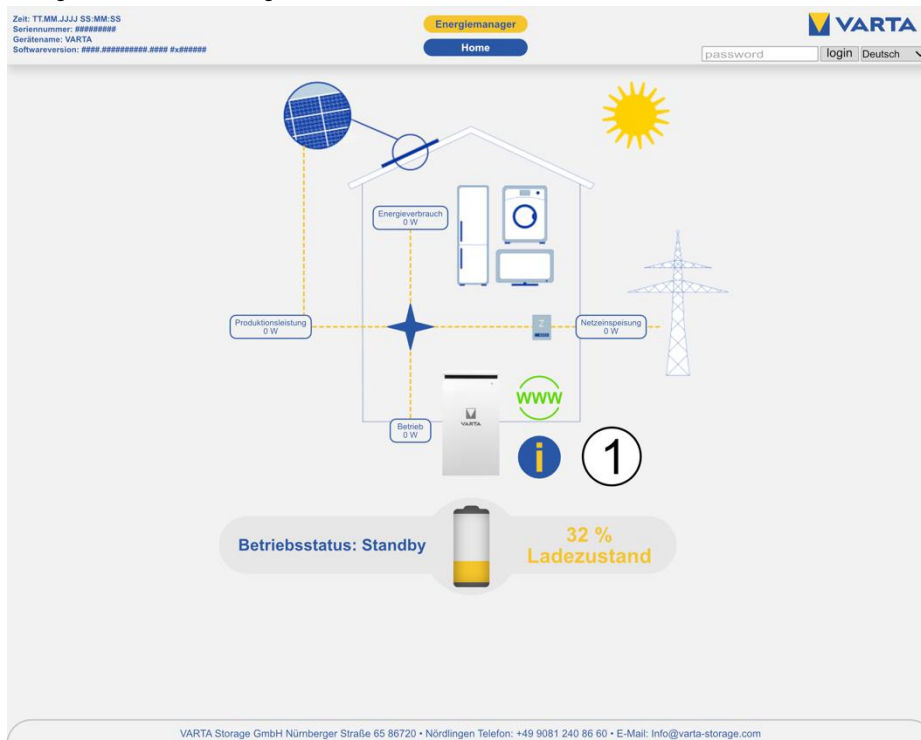 Zeit: TT.MM.JJJJ SS:MM:SS
Seriennummer: #########
Gerätename: VARTA
Softwareversion: ####.##########.#### #x######
Energiemanager
Home
VARTA
password
login
Deutsch
Energieverbrauch
0 W
Produktionsleistung
0 W
Z
Netzeinspeisung
0 W
Betrieb
0 W
VARTA
www
i
1
Betriebsstatus: Standby
32 %
Ladezustand
VARTA Storage GmbH Nürnberger Straße 65 86720 • Nördlingen Telefon: +49 9081 240 86 60 • E-Mail: Info@varta-storage.com